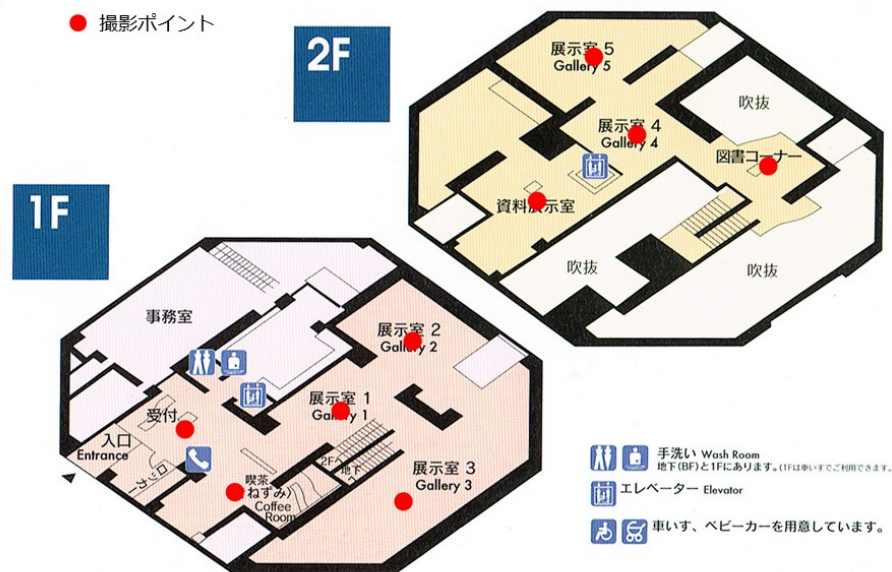 撮影ポイント
2F
展示室 5
Gallery 5
吹抜
展示室 4
Gallery 4
図書コーナー
資料展示室
吹抜
吹抜
1F
事務室
展示室 2
Gallery 2
展示室 1
Gallery 1
受付
入口
Entrance
ロッカー
2Fへ
地下へ
喫茶
(ねずみ)
Coffee
Room
展示室 3
Gallery 3
手洗い Wash Room
地下(BF)と1Fにあります。(1Fは車いすでご利用できます。
エレベーター Elevator
車いす、ベビーカーを用意しています。